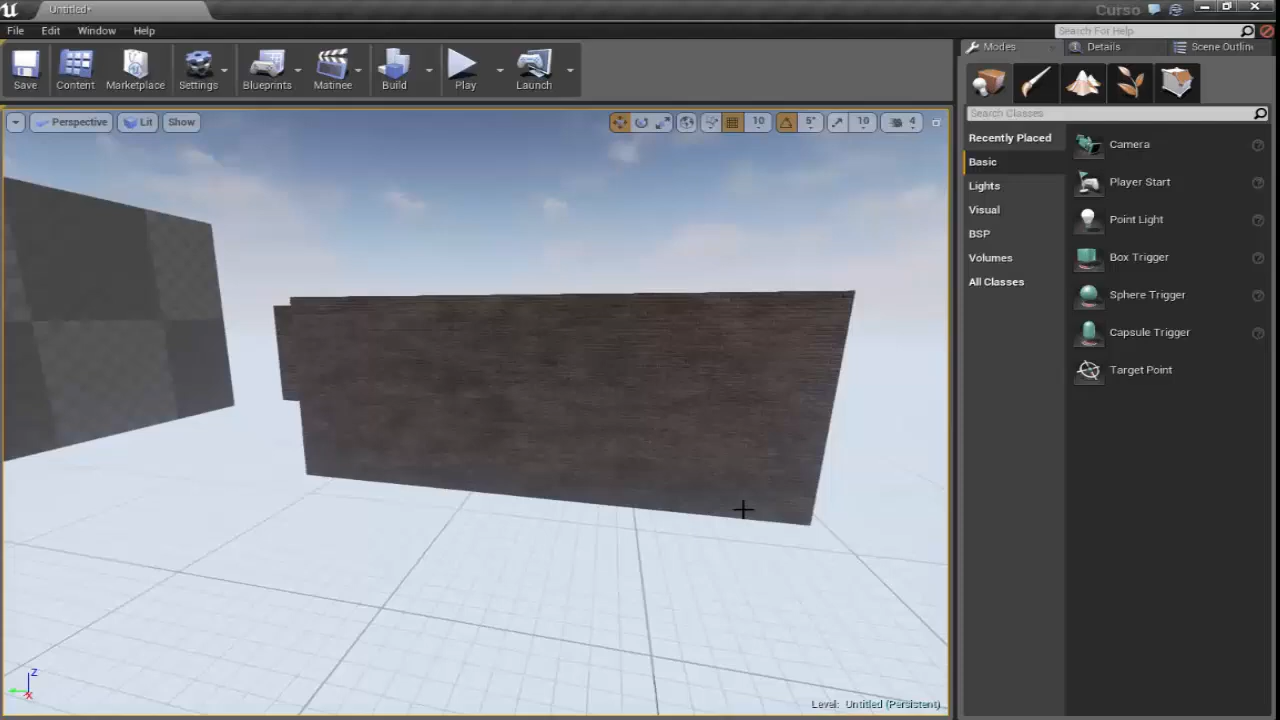 Untitled*
Curso
File Edit Window Help
Search For Help
Save Content Marketplace Settings Blueprints Matinee Build Play Launch
Modes Details Scene Outlin
Perspective Lit Show
10 5° 10 4
Search Classes
Recently Placed
Basic
Lights
Visual
BSP
Volumes
All Classes
Camera
Player Start
Point Light
Box Trigger
Sphere Trigger
Capsule Trigger
Target Point
Z
X
Level: Untitled (Persistent)